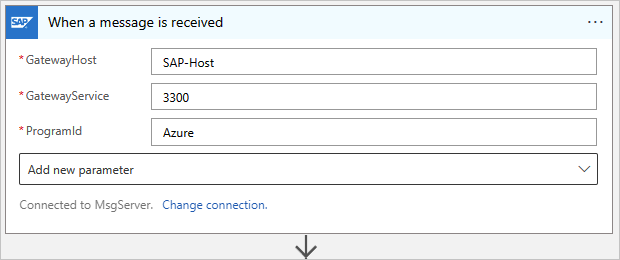 SAP When a message is received ...
* GatewayHost SAP-Host
* GatewayService 3300
* ProgramId Azure
Add new parameter
Connected to MsgServer. Change connection.